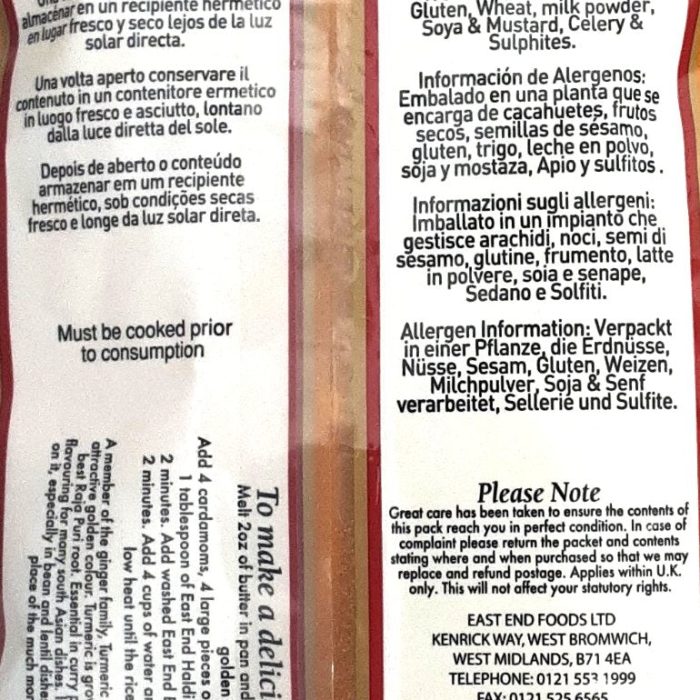 almacenar en un recipiente hermético
en lugar fresco y seco lejos de la luz
solar directa.
Una volta aperto conservare il
contenuto in un contenitore ermetico
in luogo fresco e asciutto, lontano
dalla luce diretta del sole.
Depois de aberto o conteúdo
armazenar em um recipiente
hermético, sob condições secas
fresco e longe da luz solar direta.
Must be cooked prior
to consumption
To make a delici
Melt 2oz of butter in pan and
golden
Add 4 cardamoms, 4 large pieces o
1 tablespoon of East End Haldi
2 minutes. Add washed East End
2 minutes. Add 4 cups of water an
low heat until the rice
A member of the ginger family, Turmeric
attractive golden colour. Turmeric is grow
best Raja Puri root. Essential in curry
flavouring for many south Asian dishes.
on it, especially in bean and lentil dishe
place of the much mor
Gluten, Wheat, milk powder,
Soya & Mustard, Celery &
Sulphites.
Información de Alergenos:
Embalado en una planta que se
encarga de cacahuetes, frutos
secos, semillas de sésamo,
gluten, trigo, leche en polvo,
soja y mostaza, Apio y sulfitos.
Informazioni sugli allergeni:
Imballato in un impianto che
gestisce arachidi, noci, semi di
sesamo, glutine, frumento, latte
in polvere, soia e senape,
Sedano e Solfiti.
Allergen Information: Verpackt
in einer Pflanze, die Erdnüsse,
Nüsse, Sesam, Gluten, Weizen,
Milchpulver, Soja & Senf
verarbeitet, Sellerie und Sulfite.
Please Note
Great care has been taken to ensure the contents of
this pack reach you in perfect condition. In case of
complaint please return the packet and contents
stating where and when purchased so that we may
replace and refund postage. Applies within U.K.
only. This will not affect your statutory rights.
EAST END FOODS LTD
KENRICK WAY, WEST BROMWICH,
WEST MIDLANDS, B71 4EA
TELEPHONE: 0121 553 1999
FAX: 0121 525 6565